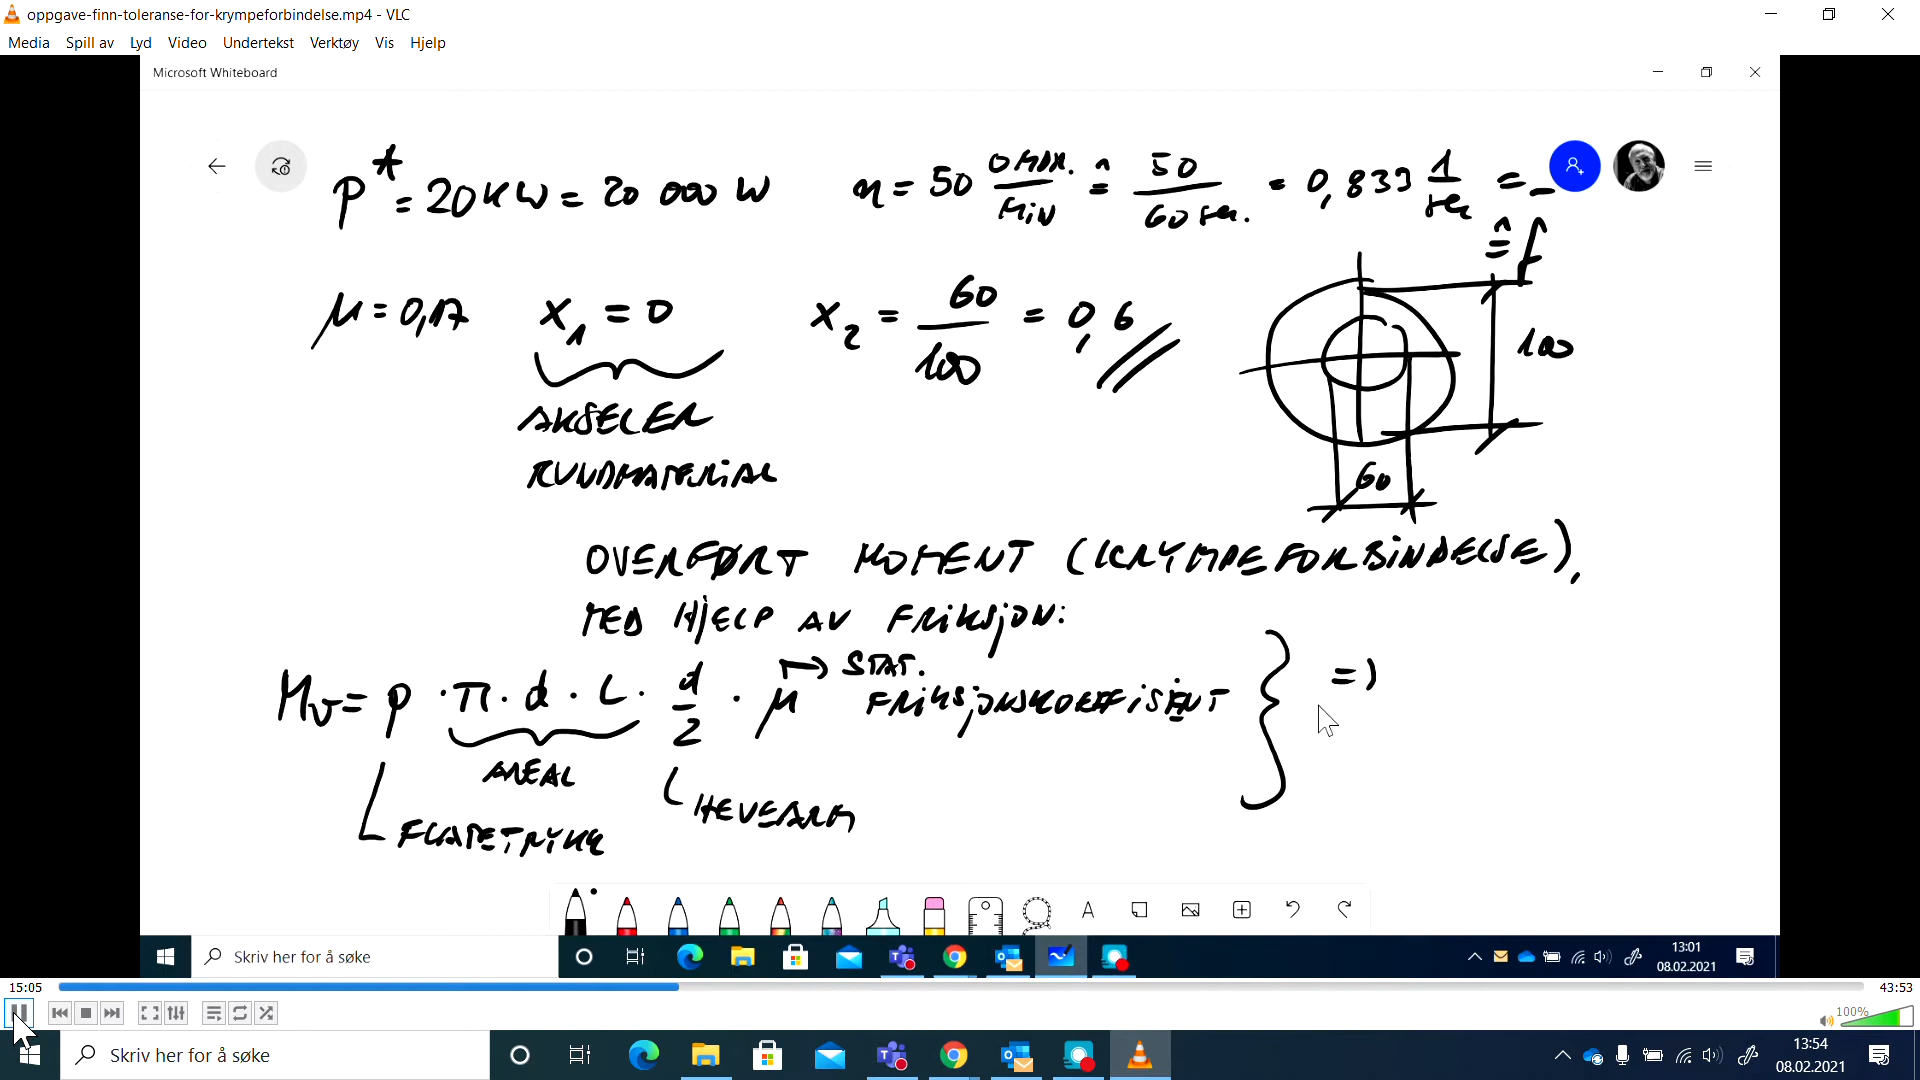 oppgave-finn-toleranse-for-krympeforbindelse.mp4 - VLC
Media Spill av Lyd Video Undertekst Verktøy Vis Hjelp
Microsoft Whiteboard
P* = 20 kW = 20 000 W n = 50 OMDR./MIN ≙ 50/60 sek. = 0,833 1/sek =
≙ f
μ = 0,17 x₁ = 0 x₂ = 60/100 = 0,6
100
AKSELER
RUNDMATERIAL
60
OVERFØRT MOMENT (KRYMPEFORBINDELSE),
MED HJELP AV FRIKSJON:
STAT.
Mv = p · π · d · L · d/2 · μ FRIKSJONSKOEFFISIENT } =)
AREAL
HEVEARM
FLATETRYKK
Skriv her for å søke
13:01
08.02.2021
15:05 43:53
100%
Skriv her for å søke
13:54
08.02.2021